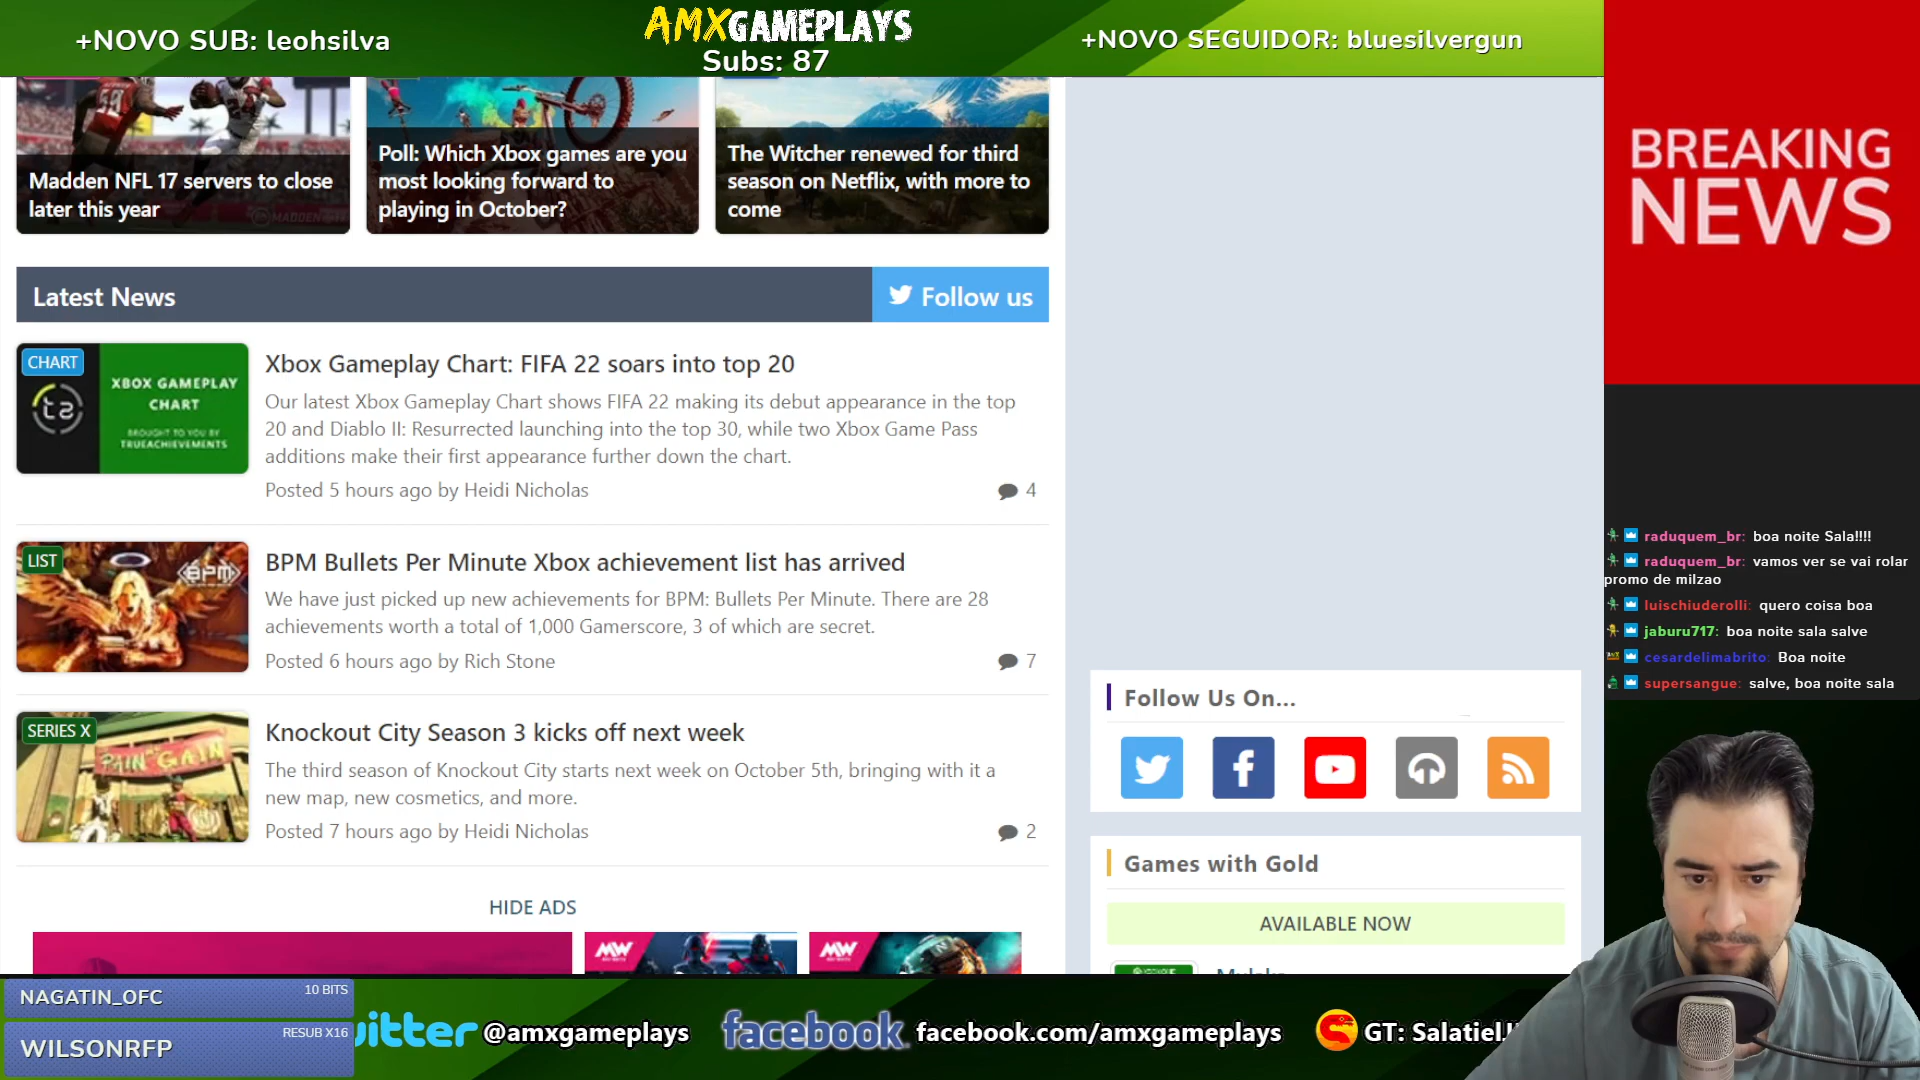 +NOVO SUB: leohsilva
AMXGAMEPLAYS
Subs: 87
+NOVO SEGUIDOR: bluesilvergun
BREAKING
NEWS
Madden NFL 17 servers to close
later this year
Poll: Which Xbox games are you
most looking forward to
playing in October?
The Witcher renewed for third
season on Netflix, with more to
come
Latest News
Follow us
CHART
XBOX GAMEPLAY
CHART
BROUGHT TO YOU BY
TRUEACHIEVEMENTS
Xbox Gameplay Chart: FIFA 22 soars into top 20
Our latest Xbox Gameplay Chart shows FIFA 22 making its debut appearance in the top
20 and Diablo II: Resurrected launching into the top 30, while two Xbox Game Pass
additions make their first appearance further down the chart.
Posted 5 hours ago by Heidi Nicholas
4
LIST
BPM
BPM Bullets Per Minute Xbox achievement list has arrived
We have just picked up new achievements for BPM: Bullets Per Minute. There are 28
achievements worth a total of 1,000 Gamerscore, 3 of which are secret.
Posted 6 hours ago by Rich Stone
7
SERIES X
PAIN GAIN
Knockout City Season 3 kicks off next week
The third season of Knockout City starts next week on October 5th, bringing with it a
new map, new cosmetics, and more.
Posted 7 hours ago by Heidi Nicholas
2
HIDE ADS
MW
MW
Follow Us On...
Games with Gold
AVAILABLE NOW
raduquem_br: boa noite Sala!!!!
raduquem_br: vamos ver se vai rolar
promo de milzao
luischiuderolli: quero coisa boa
jaburu717: boa noite sala salve
cesardelimabrito: Boa noite
supersangue: salve, boa noite sala
NAGATIN_OFC
10 BITS
WILSONRFP
RESUB X16
itter @amxgameplays
facebook facebook.com/amxgameplays
GT: Salatiel